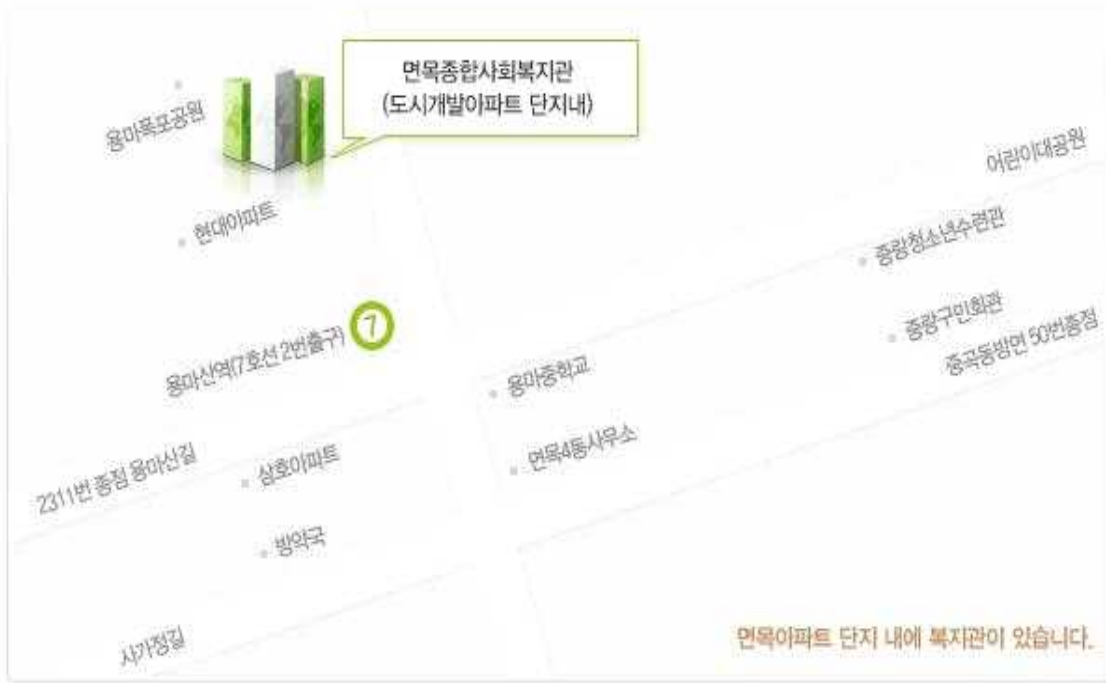 면목종합사회복지관
(도시개발아파트 단지내)
용마폭포공원
어린이대공원
현대아파트
중랑청소년수련관
용마산역(7호선 2번출구) 7
중랑구민회관
중곡동방면 50번종점
용마중학교
면목4동사무소
2311번 종점 용마산길
삼호아파트
방약국
사가정길
면목아파트 단지 내에 복지관이 있습니다.